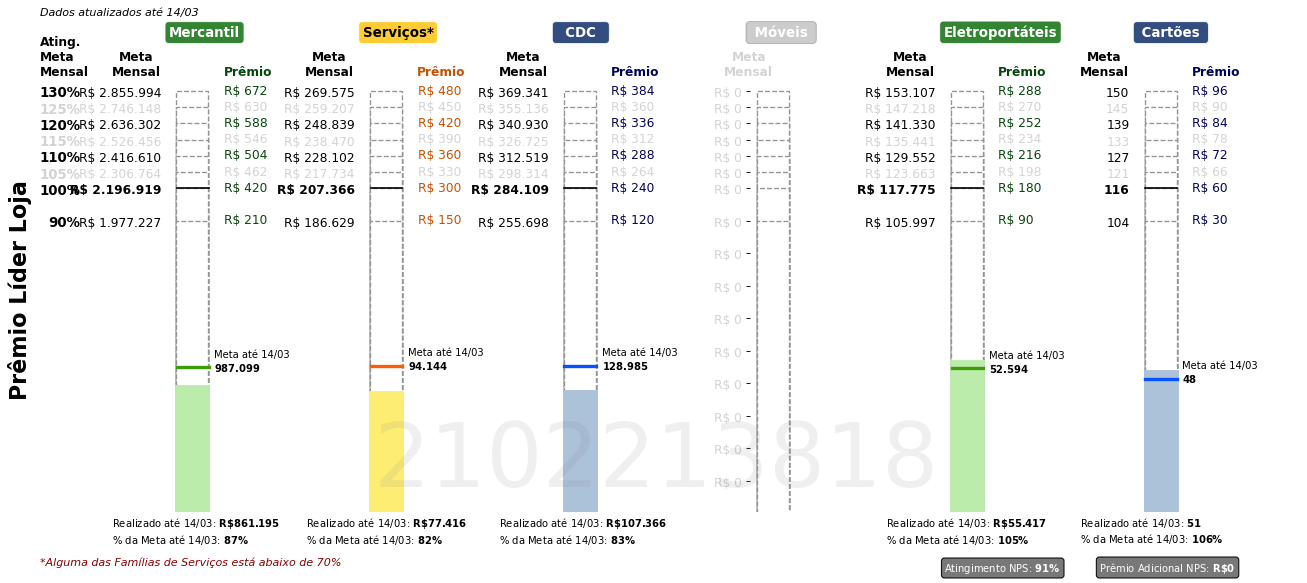 Dados atualizados até 14/03
Mercantil Serviços* CDC Móveis Eletroportáteis Cartões
Ating. Meta Mensal
Meta Mensal Prêmio Meta Mensal Prêmio Meta Mensal Prêmio Meta Mensal Meta Mensal Prêmio Meta Mensal Prêmio
130% R$ 2.855.994 R$ 672 R$ 269.575 R$ 480 R$ 369.341 R$ 384 R$ 0 R$ 153.107 R$ 288 150 R$ 96
125% R$ 2.746.148 R$ 630 R$ 259.207 R$ 450 R$ 355.136 R$ 360 R$ 0 R$ 147.218 R$ 270 145 R$ 90
120% R$ 2.636.302 R$ 588 R$ 248.839 R$ 420 R$ 340.930 R$ 336 R$ 0 R$ 141.330 R$ 252 139 R$ 84
115% R$ 2.526.456 R$ 546 R$ 238.470 R$ 390 R$ 326.725 R$ 312 R$ 0 R$ 135.441 R$ 234 133 R$ 78
110% R$ 2.416.610 R$ 504 R$ 228.102 R$ 360 R$ 312.519 R$ 288 R$ 0 R$ 129.552 R$ 216 127 R$ 72
105% R$ 2.306.764 R$ 462 R$ 217.734 R$ 330 R$ 298.314 R$ 264 R$ 0 R$ 123.663 R$ 198 121 R$ 66
100% R$ 2.196.919 R$ 420 R$ 207.366 R$ 300 R$ 284.109 R$ 240 R$ 0 R$ 117.775 R$ 180 116 R$ 60
90% R$ 1.977.227 R$ 210 R$ 186.629 R$ 150 R$ 255.698 R$ 120 R$ 0 R$ 105.997 R$ 90 104 R$ 30
R$ 0
R$ 0
R$ 0
R$ 0
R$ 0
R$ 0
R$ 0
R$ 0
Prêmio Líder Loja
Meta até 14/03 Meta até 14/03 Meta até 14/03 Meta até 14/03 Meta até 14/03
987.099 94.144 128.985 52.594 48
2102213818
Realizado até 14/03: R$861.195 Realizado até 14/03: R$77.416 Realizado até 14/03: R$107.366 Realizado até 14/03: R$55.417 Realizado até 14/03: 51
% da Meta até 14/03: 87% % da Meta até 14/03: 82% % da Meta até 14/03: 83% % da Meta até 14/03: 105% % da Meta até 14/03: 106%
*Alguma das Famílias de Serviços está abaixo de 70% Atingimento NPS: 91% Prêmio Adicional NPS: R$0